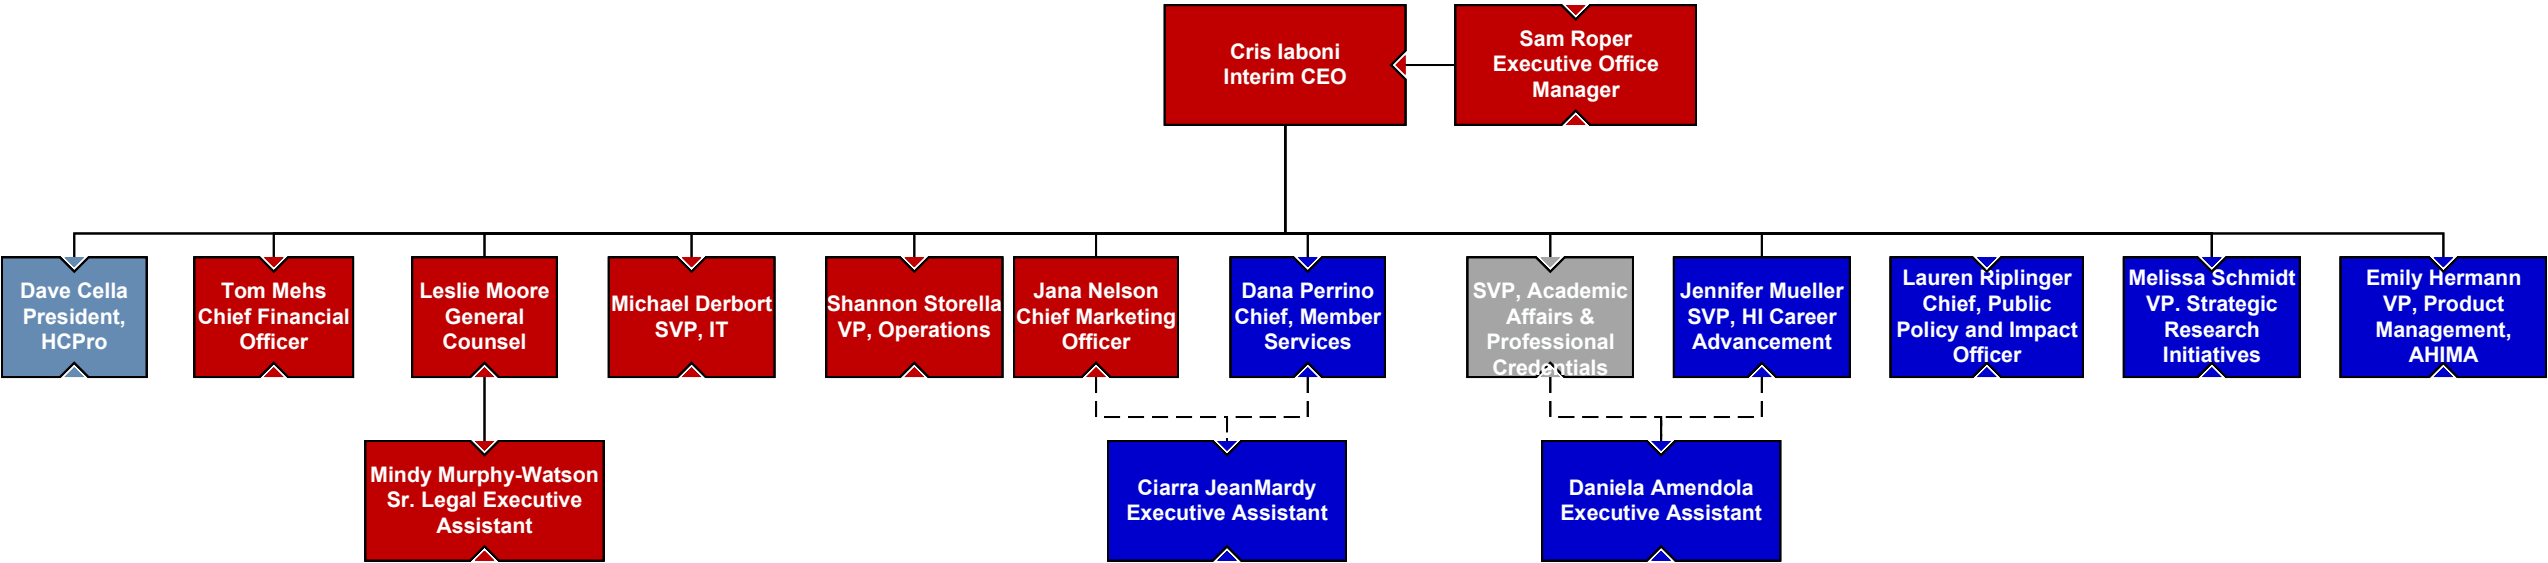 Cris Iaboni
Interim CEO
Sam Roper
Executive Office
Manager
Dave Cella
President,
HCPro
Tom Mehs
Chief Financial
Officer
Leslie Moore
General
Counsel
Michael Derbort
SVP, IT
Shannon Storella
VP, Operations
Jana Nelson
Chief Marketing
Officer
Dana Perrino
Chief, Member
Services
SVP, Academic
Affairs &
Professional
Credentials
Jennifer Mueller
SVP, HI Career
Advancement
Lauren Riplinger
Chief, Public
Policy and Impact
Officer
Melissa Schmidt
VP. Strategic
Research
Initiatives
Emily Hermann
VP, Product
Management,
AHIMA
Mindy Murphy-Watson
Sr. Legal Executive
Assistant
Ciarra JeanMardy
Executive Assistant
Daniela Amendola
Executive Assistant